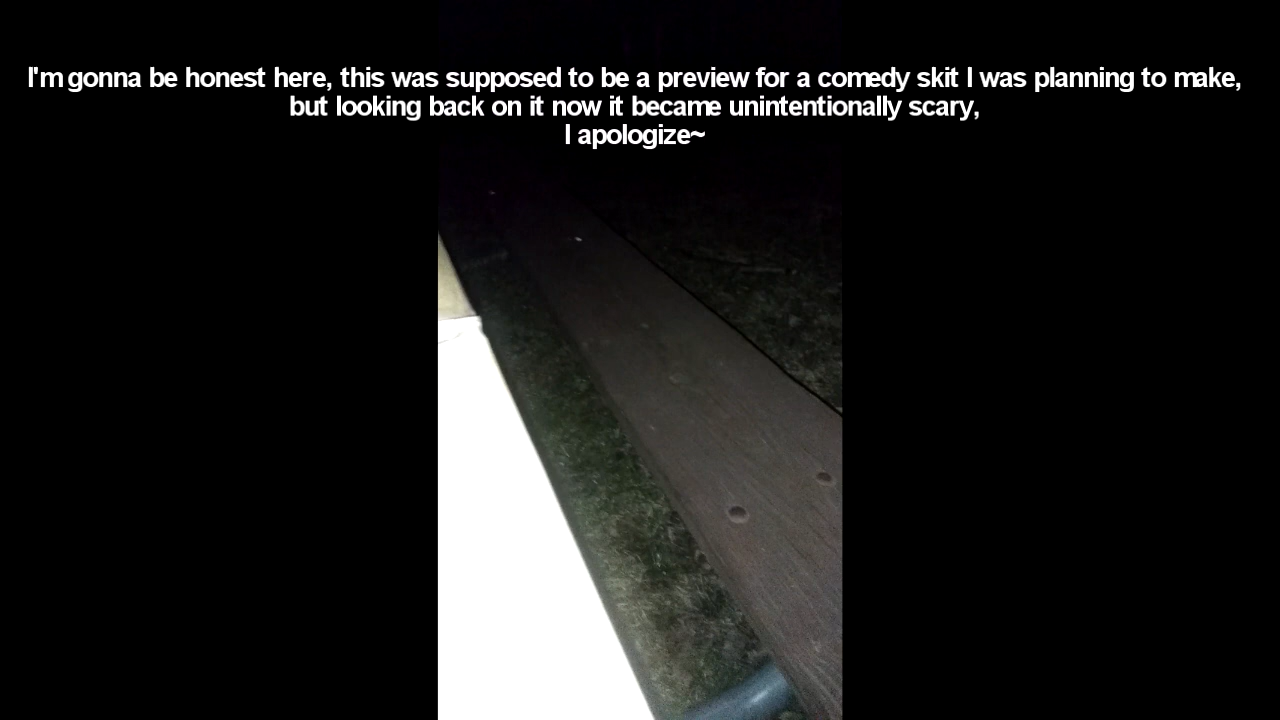 I'm gonna be honest here, this was supposed to be a preview for a comedy skit I was planning to make,
but looking back on it now it became unintentionally scary,
I apologize~